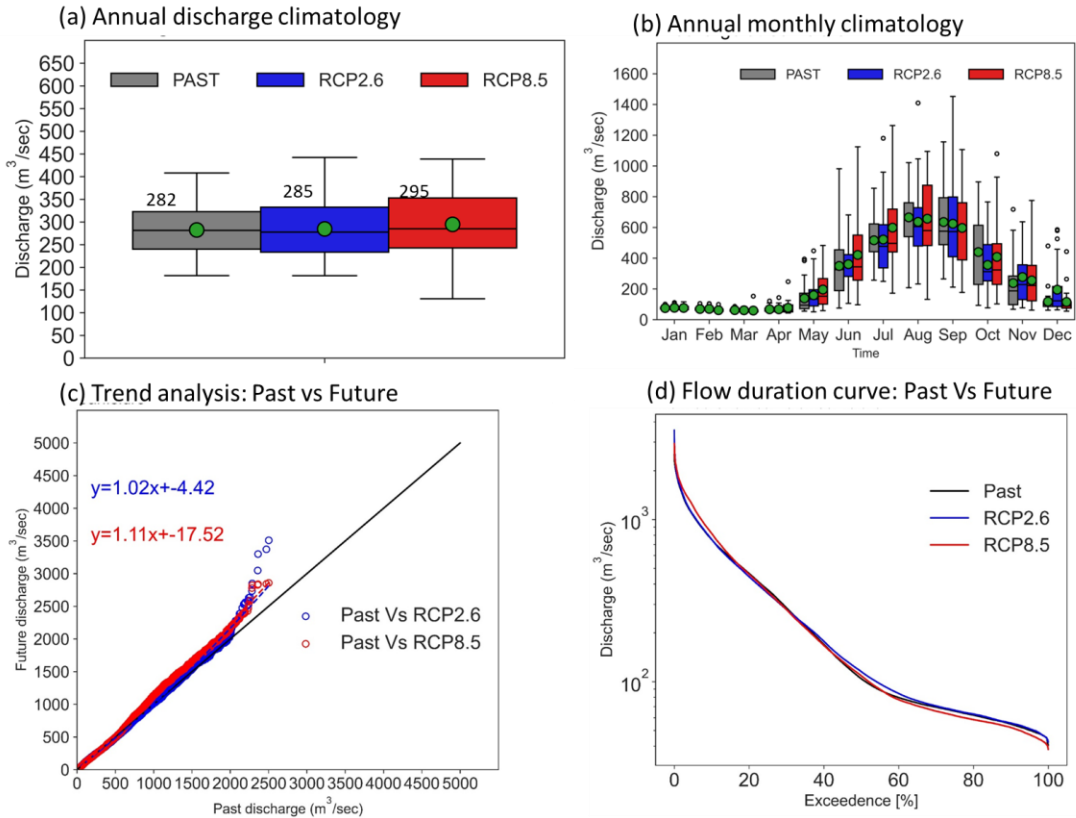 (a) Annual discharge climatology
Discharge (m³/sec)
650
600
550
500
450
400
350
300
250
200
150
100
50
0
PAST
RCP2.6
RCP8.5
282
285
295
(b) Annual monthly climatology
Discharge (m³/sec)
1600
1400
1200
1000
800
600
400
200
0
PAST
RCP2.6
RCP8.5
Jan Feb Mar Apr May Jun Jul Aug Sep Oct Nov Dec
Time
(c) Trend analysis: Past vs Future
Future discharge (m³/sec)
5000
4500
4000
3500
3000
2500
2000
1500
1000
500
0
y=1.02x+-4.42
y=1.11x+-17.52
Past Vs RCP2.6
Past Vs RCP8.5
0 500 1000 1500 2000 2500 3000 3500 4000 4500 5000
Past discharge (m³/sec)
(d) Flow duration curve: Past Vs Future
Discharge (m³/sec)
10³
10²
Past
RCP2.6
RCP8.5
0 20 40 60 80 100
Exceedence [%]